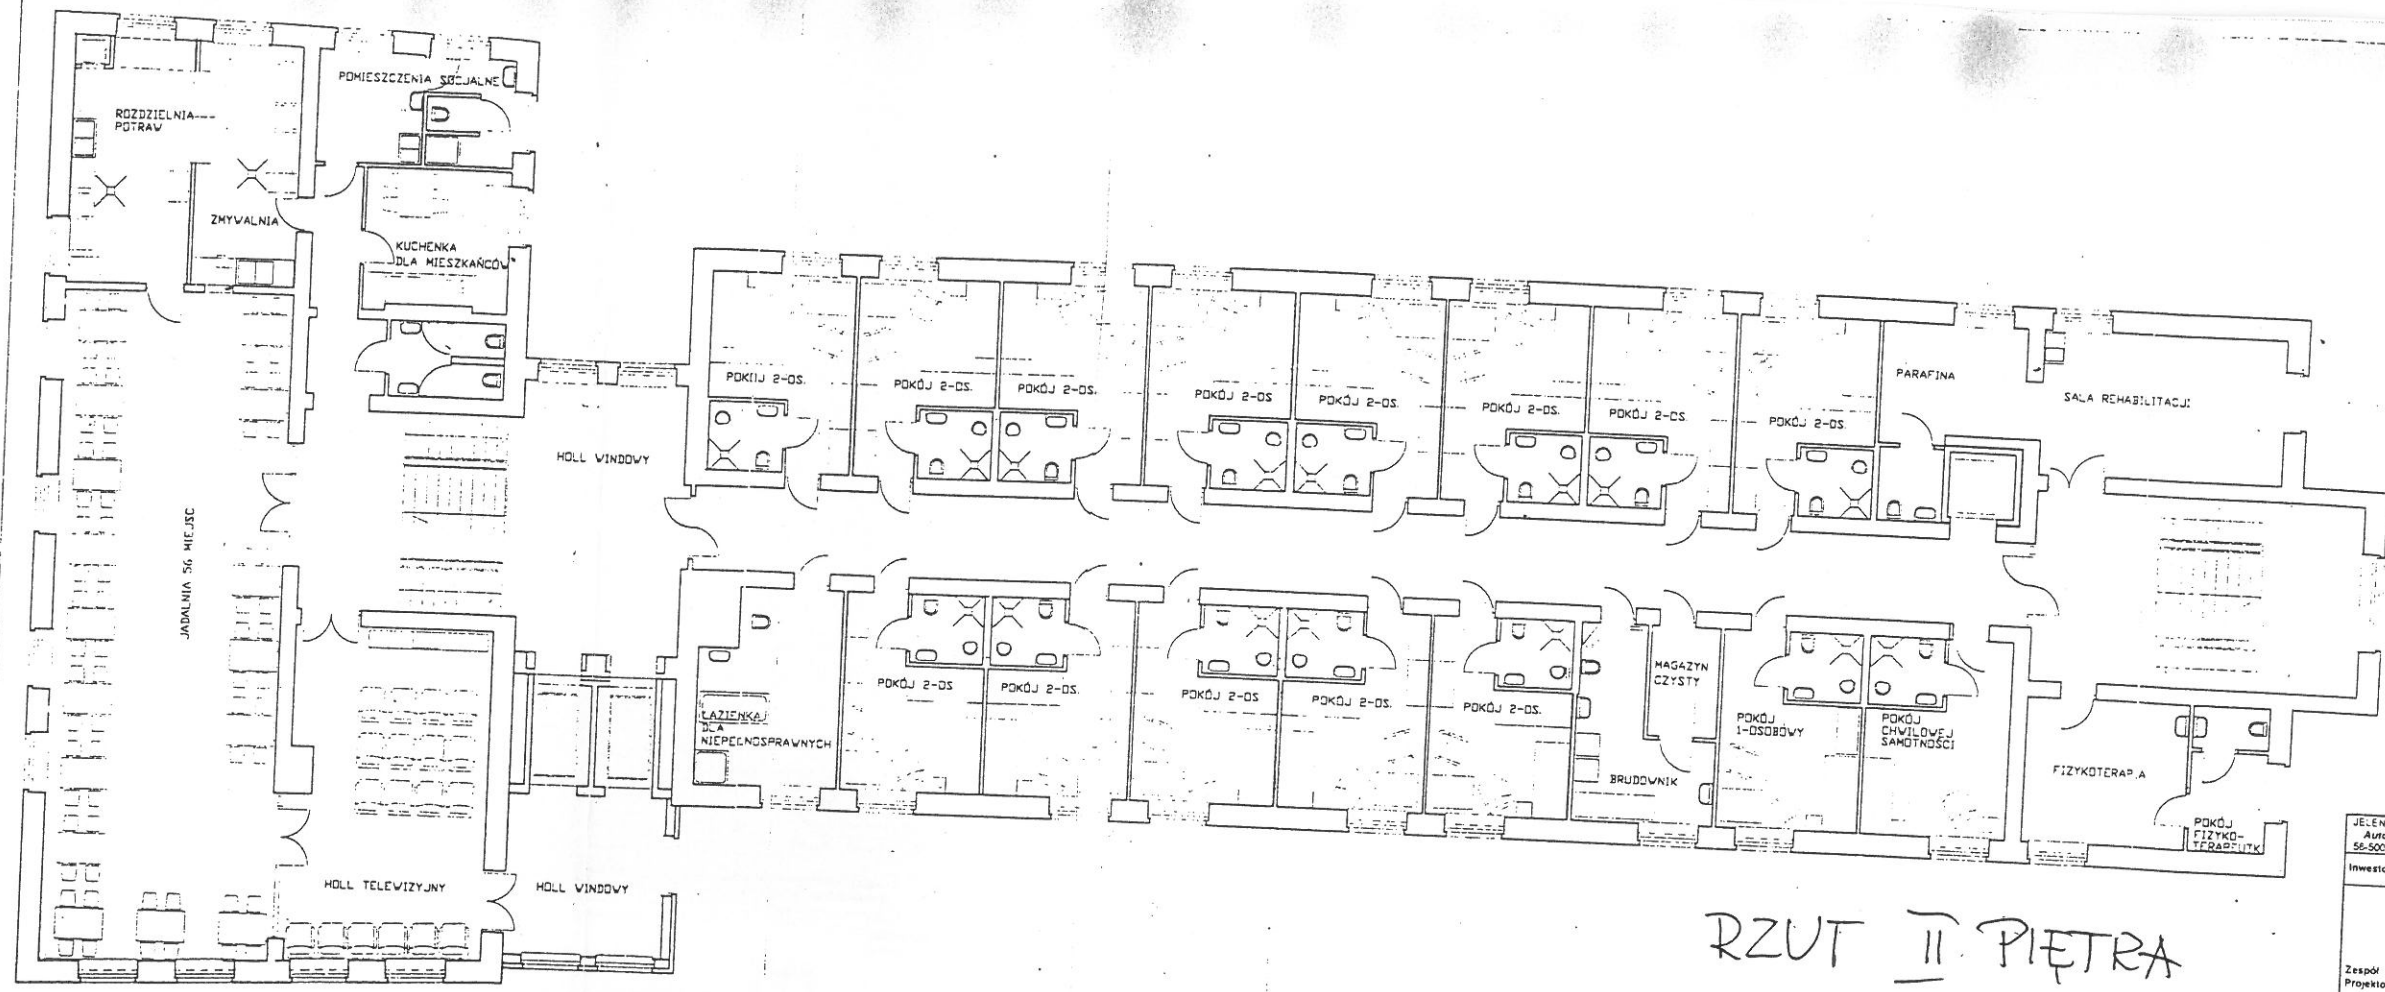 POMIESZCZENIA SOCJALNE
ROZDZIELNIA
POTRAW
ZMYWALNIA
KUCHENKA
DLA MIESZKAŃCÓW
JADALNIA 56 MIEJSC
HOLL WINDOWY
POKÓJ 2-OS.
POKÓJ 2-OS.
POKÓJ 2-OS.
POKÓJ 2-OS
POKÓJ 2-OS.
POKÓJ 2-OS.
POKÓJ 2-OS.
POKÓJ 2-OS.
PARAFINA
SALA REHABILITACJI
ŁAZIENKA
DLA
NIEPEŁNOSPRAWNYCH
POKÓJ 2-OS
POKÓJ 2-OS.
POKÓJ 2-OS
POKÓJ 2-OS.
POKÓJ 2-OS.
MAGAZYN
CZYSTY
BRUDOWNIK
POKÓJ
1-OSOBOWY
POKÓJ
CHWILOWEJ
SAMOTNOŚCI
FIZYKOTERAPIA
POKÓJ
FIZYKO-
TERAPEUTK
HOLL TELEWIZYJNY
HOLL WINDOWY
RZUT II PIĘTRA
JELEN
Auto
56-500
Inwesto
Zespół
Projekto